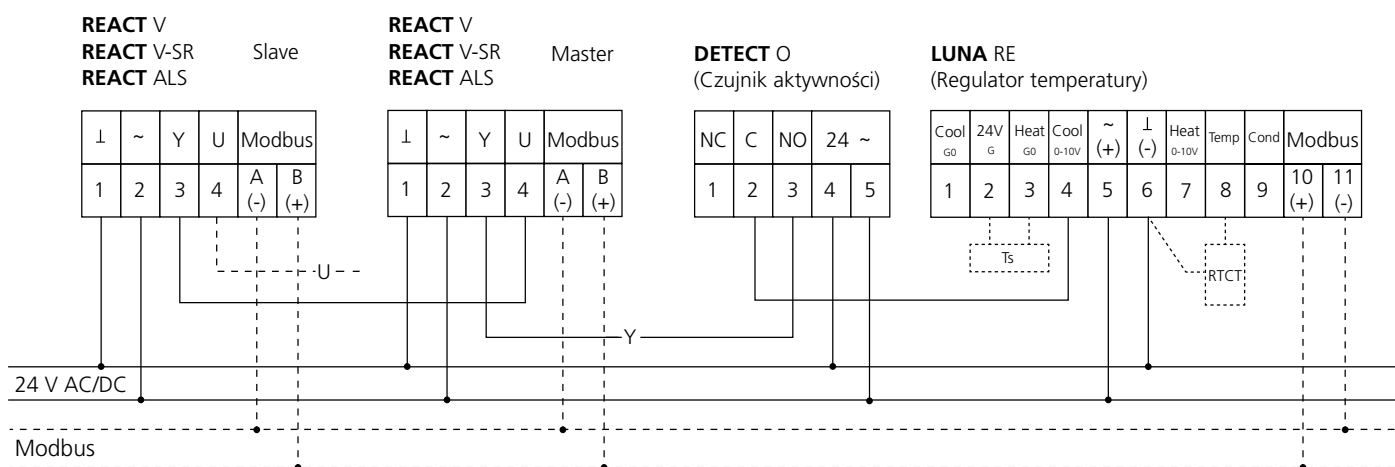 REACT V
REACT V-SR Slave
REACT ALS
REACT V
REACT V-SR Master
REACT ALS
DETECT O
(Czujnik aktywności)
LUNA RE
(Regulator temperatury)
⊥ ~ Y U Modbus
1 2 3 4 A (-) B (+)
⊥ ~ Y U Modbus
1 2 3 4 A (-) B (+)
NC C NO 24 ~
1 2 3 4 5
Cool G0 24V G Heat G0 Cool 0-10V ~ (+) ⊥ (-) Heat 0-10V Temp Cond Modbus
1 2 3 4 5 6 7 8 9 10 (+) 11 (-)
U
Ts
RTCT
Y
24 V AC/DC
Modbus